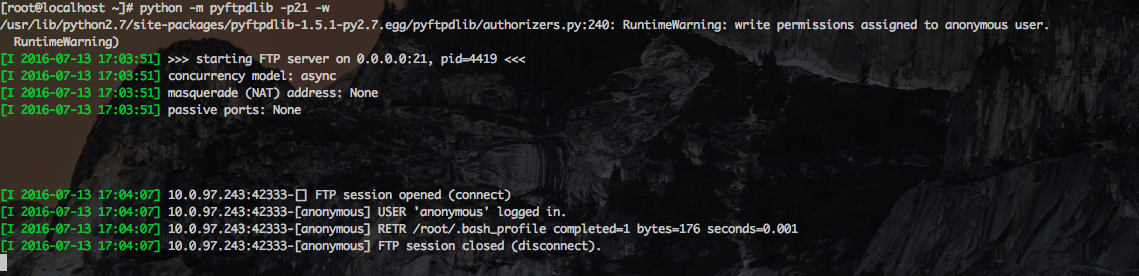 [root@localhost ~]# python -m pyftpdlib -p21 -w
/usr/lib/python2.7/site-packages/pyftpdlib-1.5.1-py2.7.egg/pyftpdlib/authorizers.py:240: RuntimeWarning: write permissions assigned to anonymous user.
  RuntimeWarning)
[I 2016-07-13 17:03:51] >>> starting FTP server on 0.0.0.0:21, pid=4419 <<<
[I 2016-07-13 17:03:51] concurrency model: async
[I 2016-07-13 17:03:51] masquerade (NAT) address: None
[I 2016-07-13 17:03:51] passive ports: None
[I 2016-07-13 17:04:07] 10.0.97.243:42333-[] FTP session opened (connect)
[I 2016-07-13 17:04:07] 10.0.97.243:42333-[anonymous] USER 'anonymous' logged in.
[I 2016-07-13 17:04:07] 10.0.97.243:42333-[anonymous] RETR /root/.bash_profile completed=1 bytes=176 seconds=0.001
[I 2016-07-13 17:04:07] 10.0.97.243:42333-[anonymous] FTP session closed (disconnect).